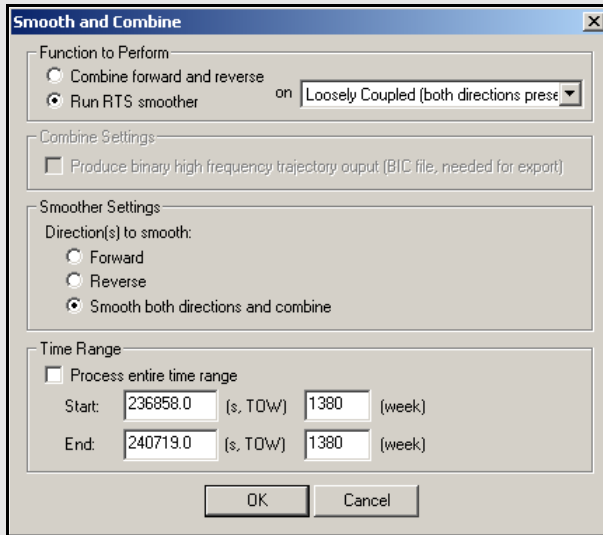 Smooth and Combine
Function to Perform
Combine forward and reverse
Run RTS smoother
on Loosely Coupled (both directions prese
Combine Settings
Produce binary high frequency trajectory ouput (BIC file, needed for export)
Smoother Settings
Direction(s) to smooth:
Forward
Reverse
Smooth both directions and combine
Time Range
Process entire time range
Start: 236858.0 (s, TOW) 1380 (week)
End: 240719.0 (s, TOW) 1380 (week)
OK Cancel